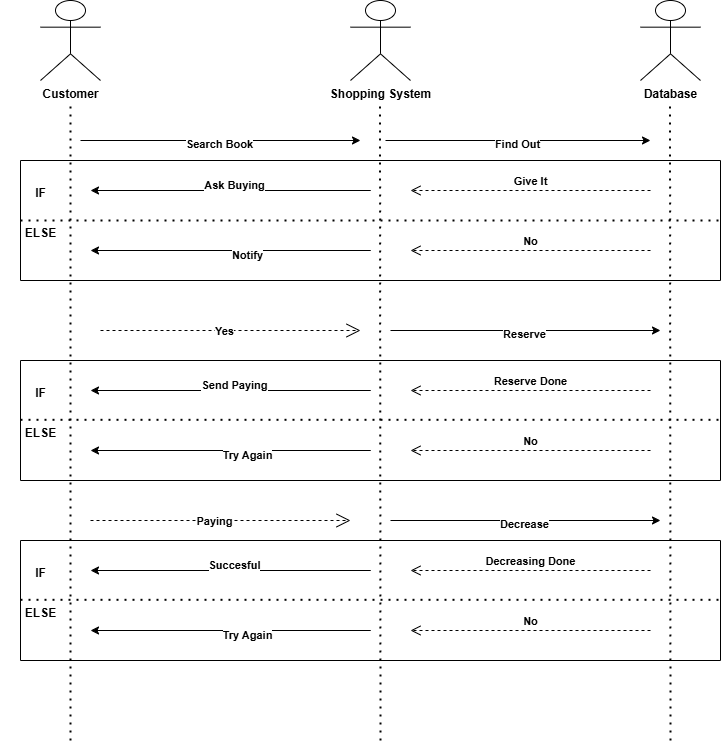 Customer
Shopping System
Database
Search Book
Find Out
IF
Ask Buying
Give It
ELSE
Notify
No
Yes
Reserve
IF
Send Paying
Reserve Done
ELSE
Try Again
No
Paying
Decrease
IF
Succesful
Decreasing Done
ELSE
Try Again
No